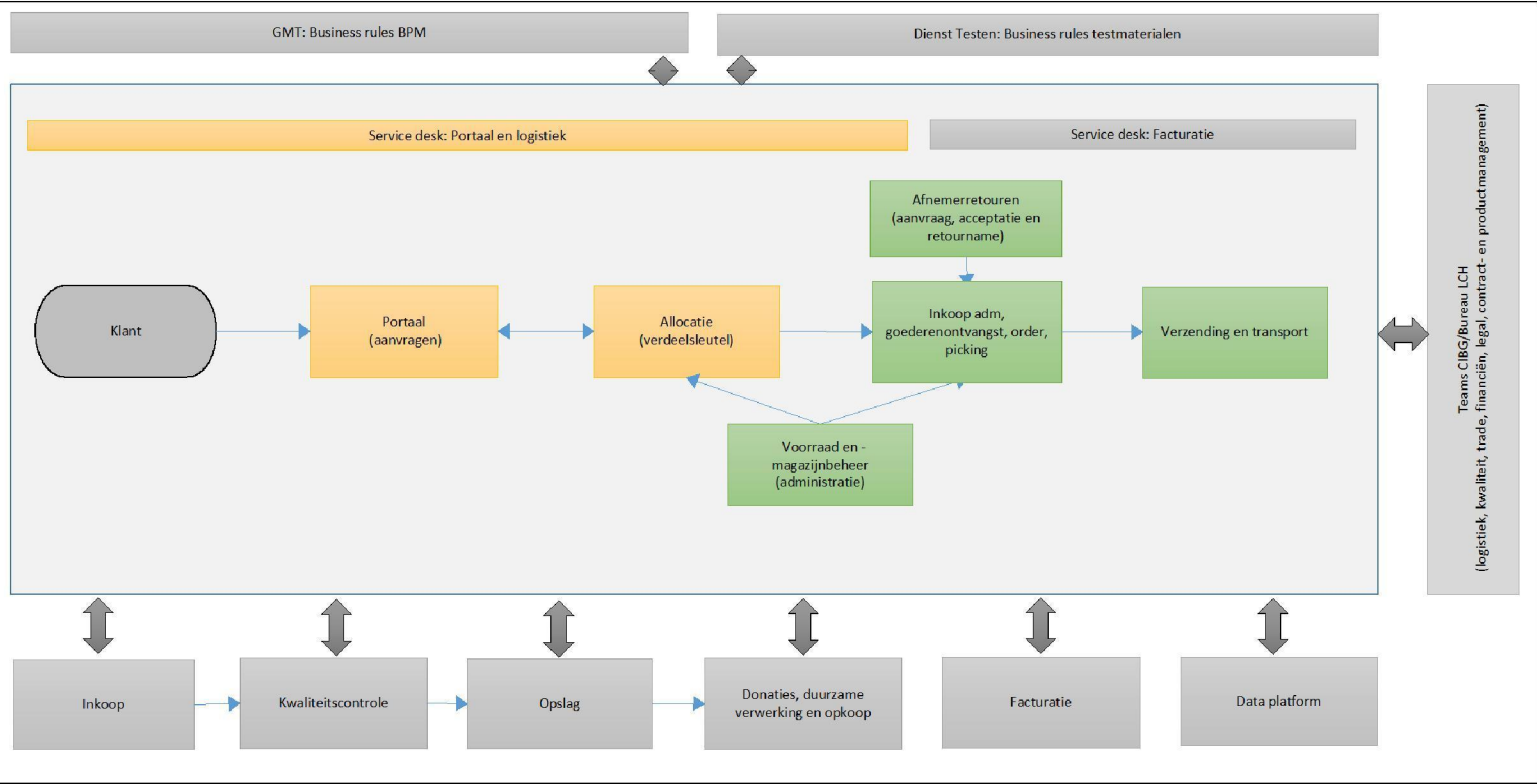 GMT: Business rules BPM
Dienst Testen: Business rules testmaterialen
Service desk: Portaal en logistiek
Service desk: Facturatie
Afnemerretouren
(aanvraag, acceptatie en
retourname)
Klant
Portaal
(aanvragen)
Allocatie
(verdeelsleutel)
Inkoop adm,
goederenontvangst, order,
picking
Verzending en transport
Voorraad en -
magazijnbeheer
(administratie)
Teams CIIBG/Bureau LCH
(logistiek, kwaliteit, trade, financiën, legal, contract- en productmanagement)
Inkoop
Kwaliteitscontrole
Opslag
Donaties, duurzame
verwerking en opkoop
Facturatie
Data platform